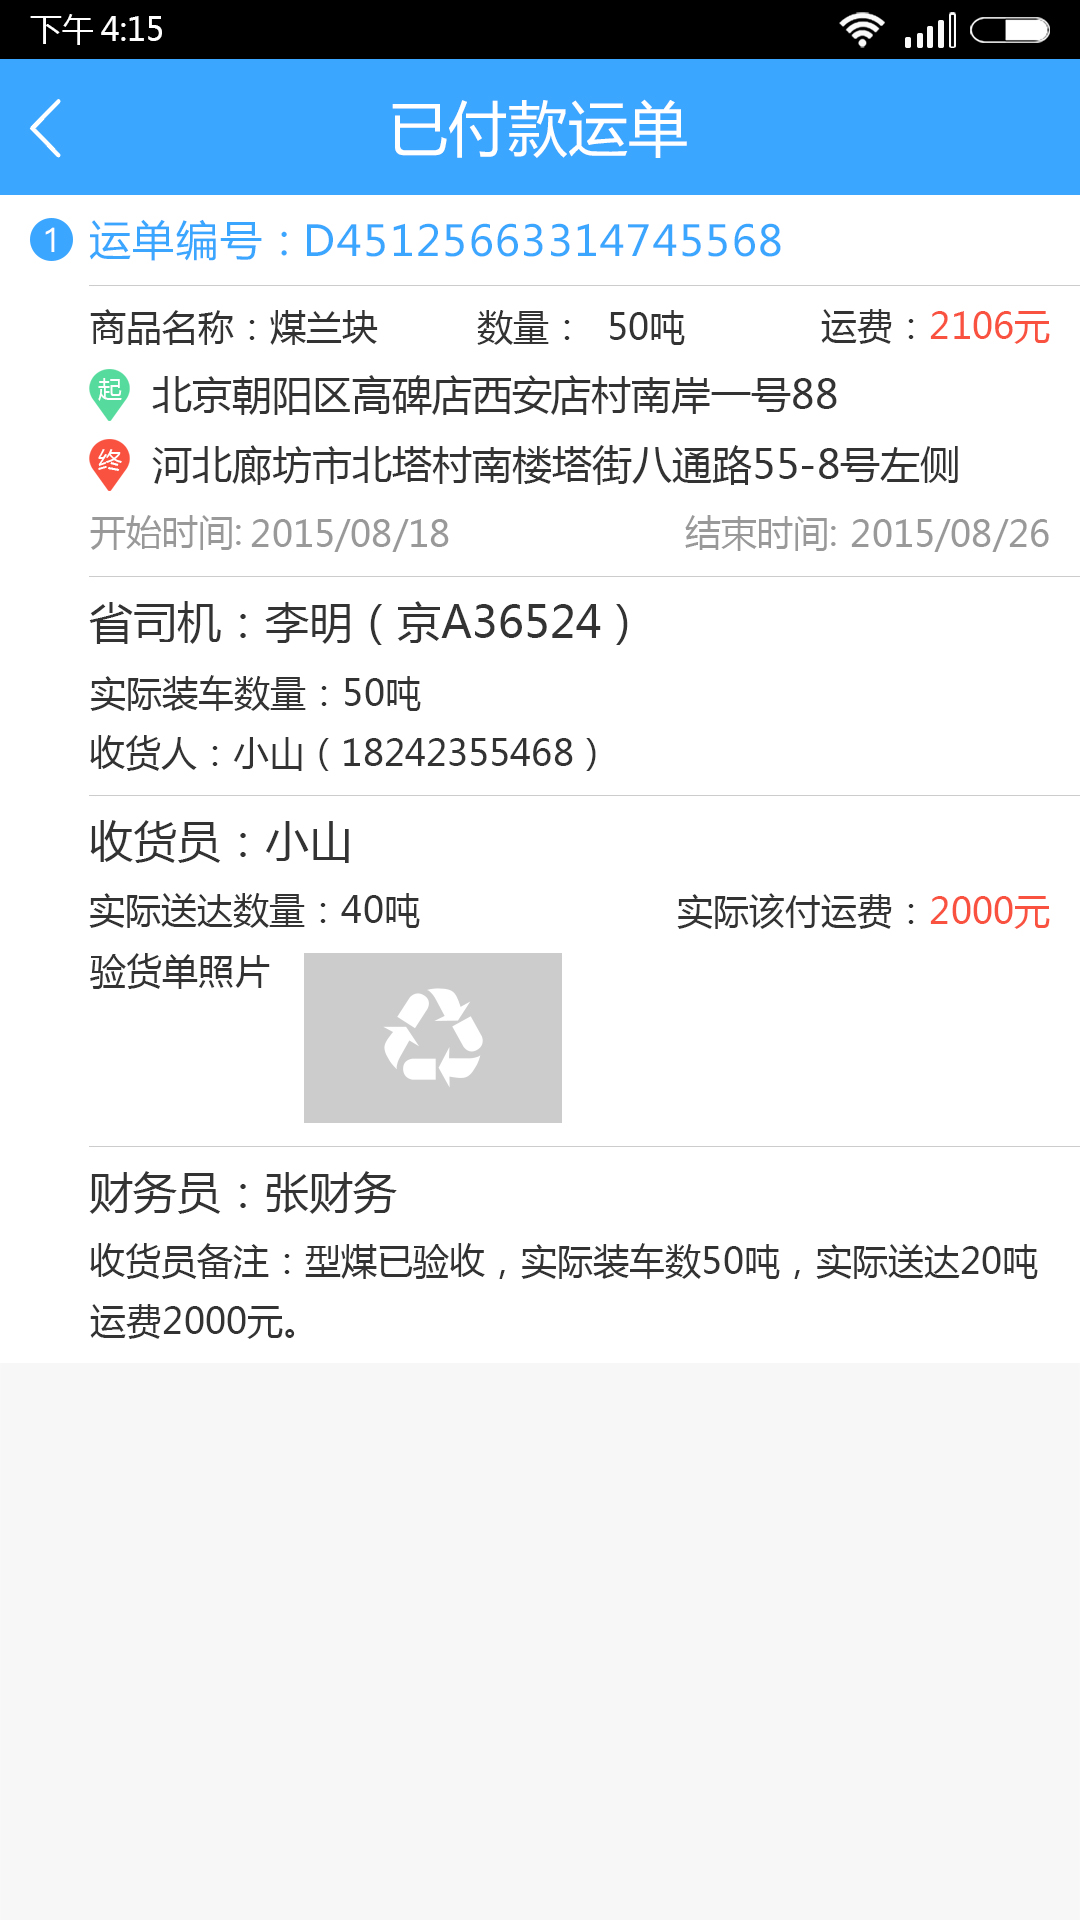 下午 4:15
已付款运单
1 运单编号：D45125663314745568
商品名称：煤兰块 数量： 50吨 运费：2106元
起 北京朝阳区高碑店西安店村南岸一号88
终 河北廊坊市北塔村南楼塔街八通路55-8号左侧
开始时间: 2015/08/18 结束时间: 2015/08/26
省司机：李明（京A36524）
实际装车数量：50吨
收货人：小山（18242355468）
收货员：小山
实际送达数量：40吨 实际该付运费：2000元
验货单照片
财务员：张财务
收货员备注：型煤已验收，实际装车数50吨，实际送达20吨
运费2000元。